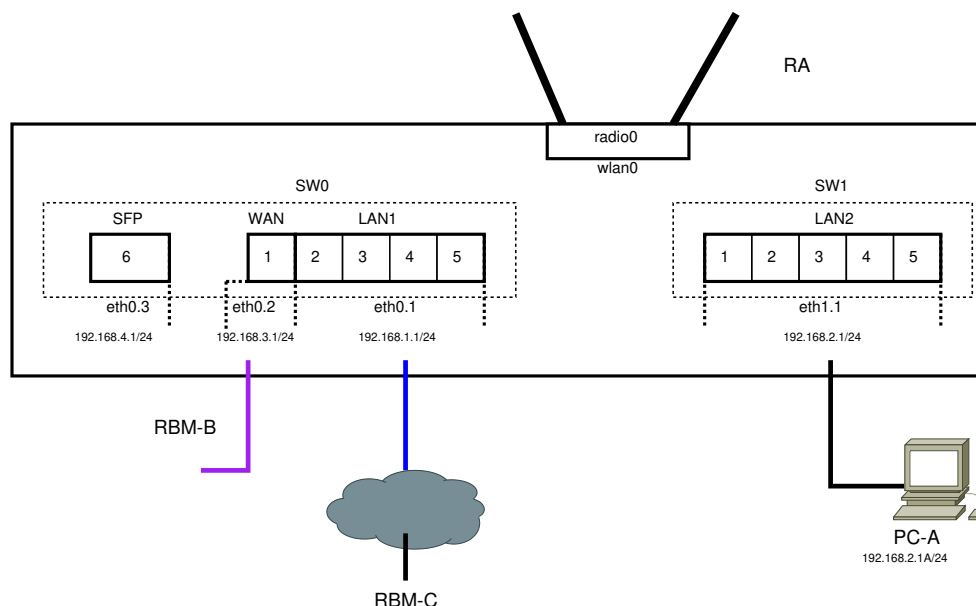 RA
radio0
wlan0
SW0
SW1
SFP
WAN
LAN1
LAN2
6
1
2
3
4
5
1
2
3
4
5
eth0.3
eth0.2
eth0.1
eth1.1
192.168.4.1/24
192.168.3.1/24
192.168.1.1/24
192.168.2.1/24
RBM-B
PC-A
192.168.2.1A/24
RBM-C